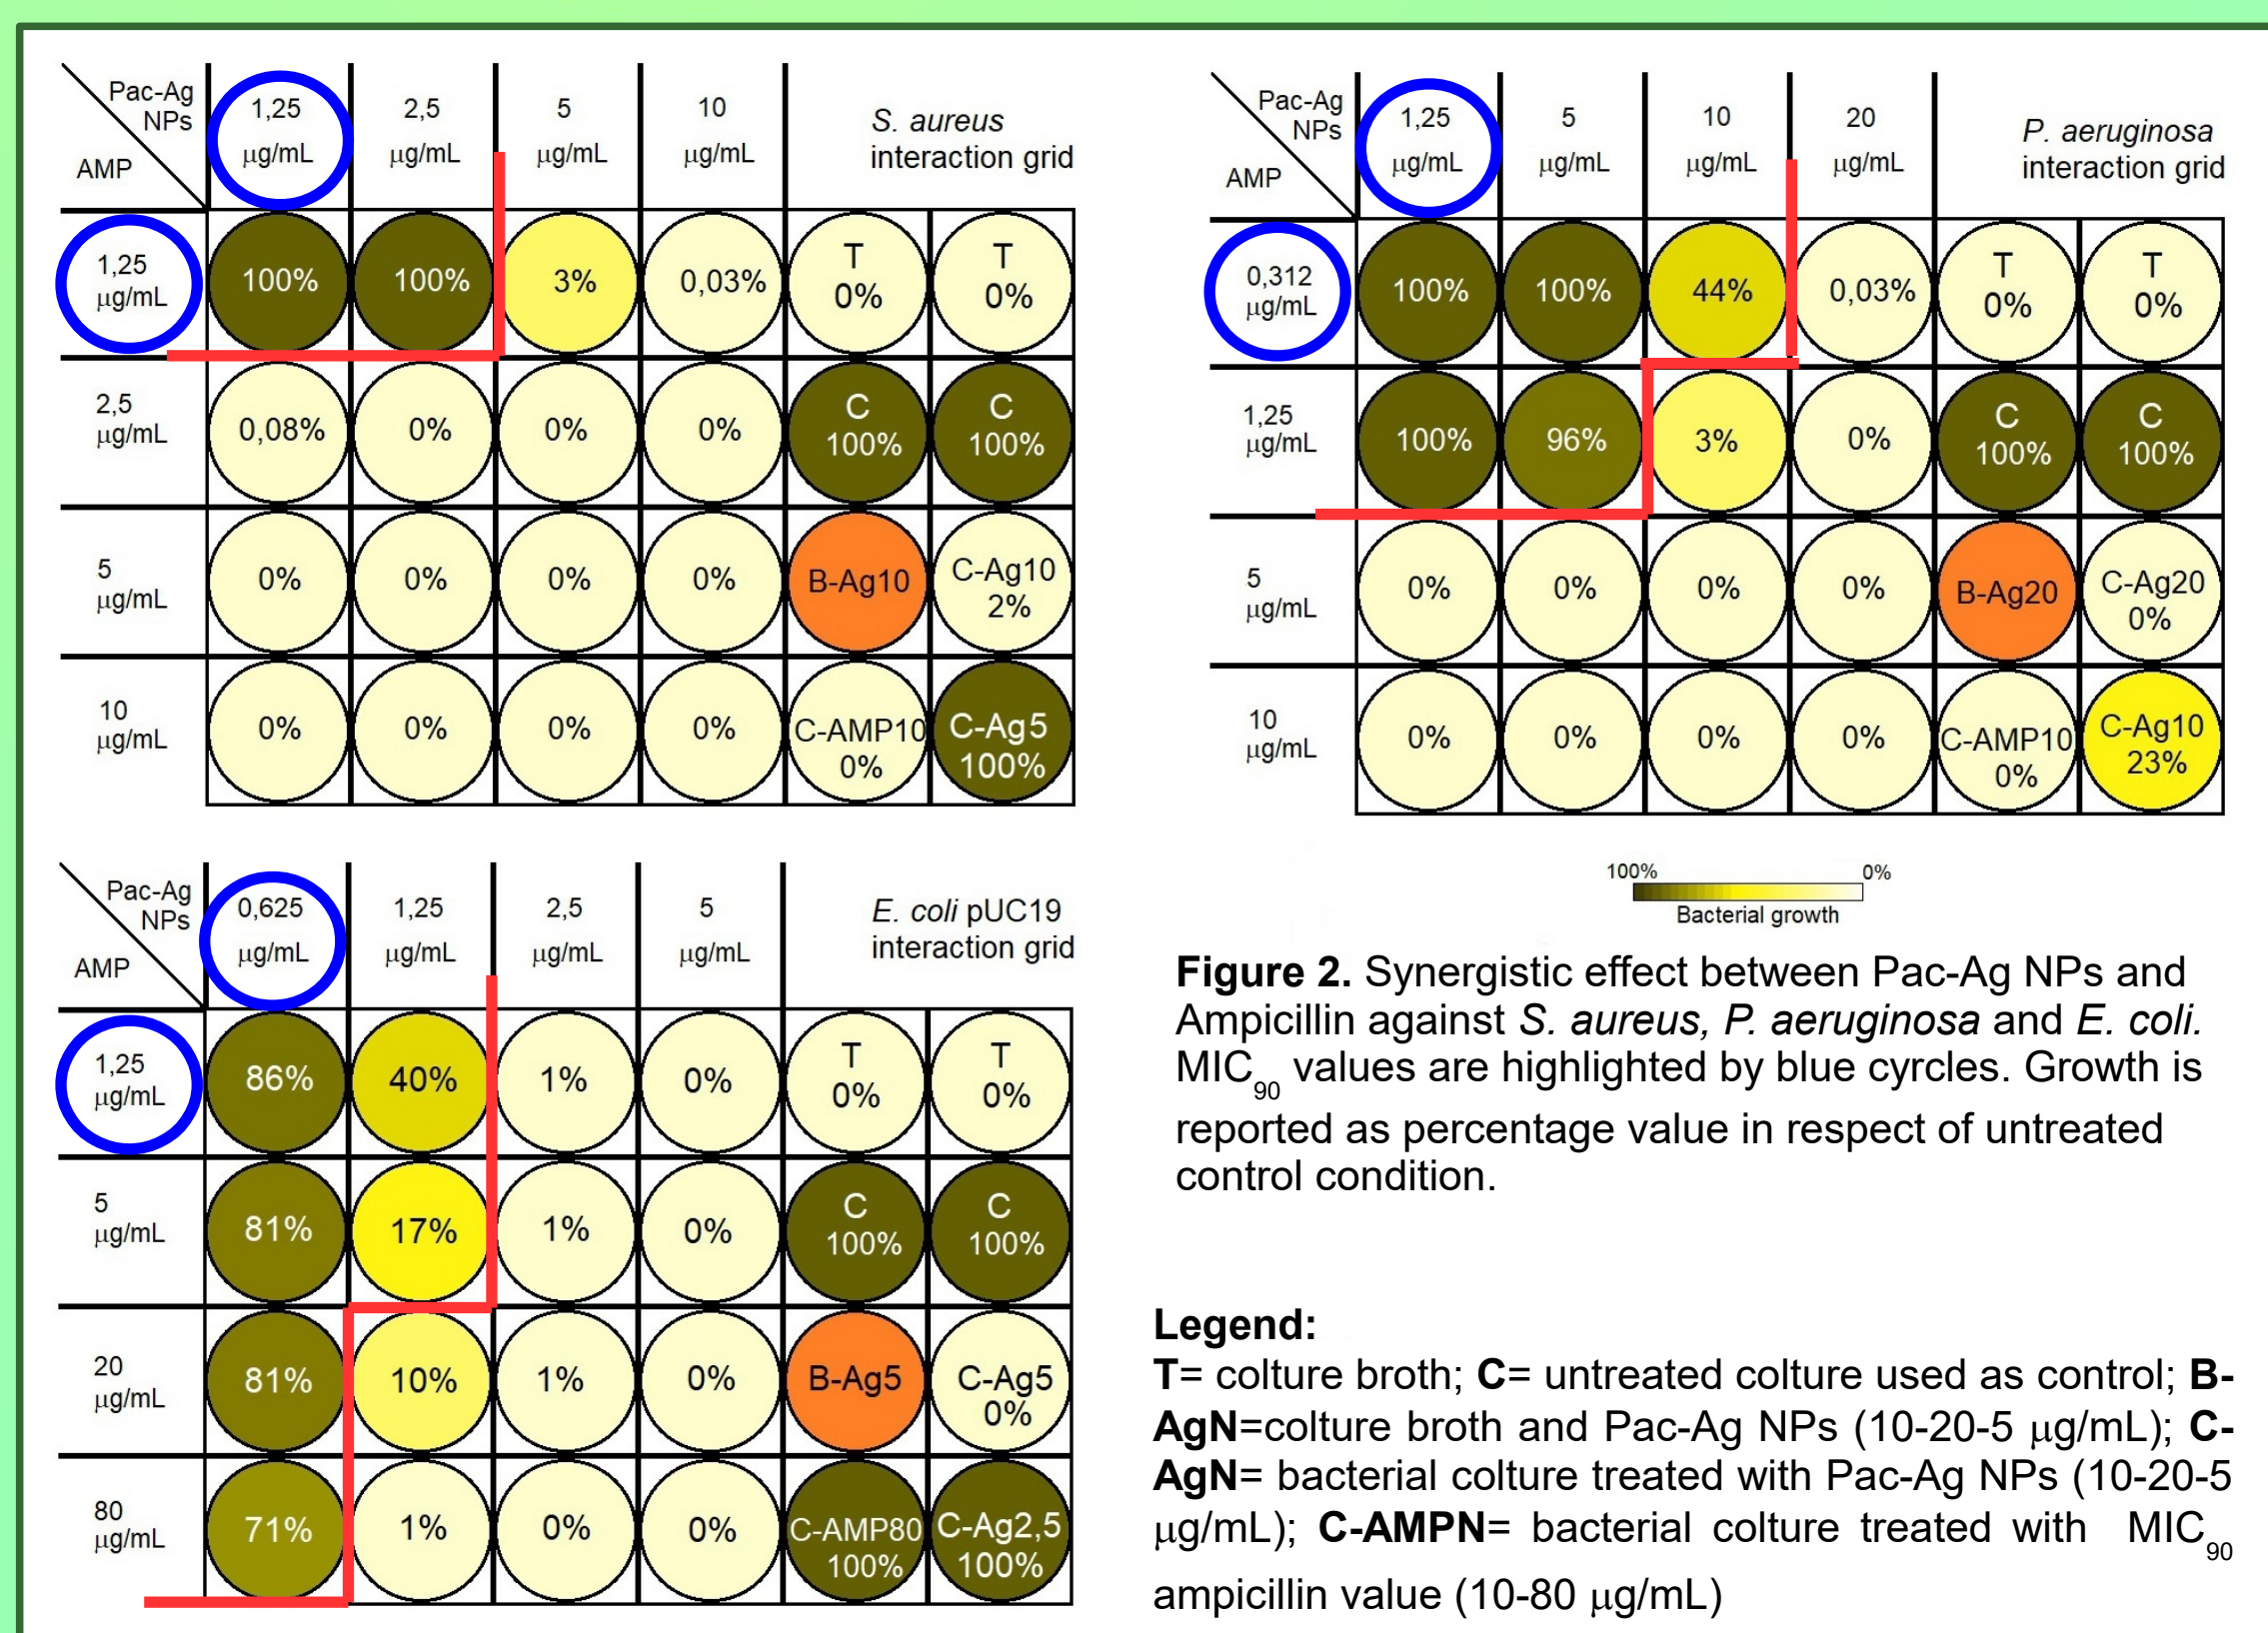 Pac-Ag NPs
AMP
1,25 µg/mL
2,5 µg/mL
5 µg/mL
10 µg/mL
S. aureus
interaction grid
1,25 µg/mL
100%
100%
3%
0,03%
T 0%
T 0%
2,5 µg/mL
0,08%
0%
0%
0%
C 100%
C 100%
5 µg/mL
0%
0%
0%
0%
B-Ag10
C-Ag10 2%
10 µg/mL
0%
0%
0%
0%
C-AMP10 0%
C-Ag5 100%
Pac-Ag NPs
AMP
1,25 µg/mL
5 µg/mL
10 µg/mL
20 µg/mL
P. aeruginosa
interaction grid
0,312 µg/mL
100%
100%
44%
0,03%
T 0%
T 0%
1,25 µg/mL
100%
96%
3%
0%
C 100%
C 100%
5 µg/mL
0%
0%
0%
0%
B-Ag20
C-Ag20 0%
10 µg/mL
0%
0%
0%
0%
C-AMP10 0%
C-Ag10 23%
Pac-Ag NPs
AMP
0,625 µg/mL
1,25 µg/mL
2,5 µg/mL
5 µg/mL
E. coli pUC19
interaction grid
1,25 µg/mL
86%
40%
1%
0%
T 0%
T 0%
5 µg/mL
81%
17%
1%
0%
C 100%
C 100%
20 µg/mL
81%
10%
1%
0%
B-Ag5
C-Ag5 0%
80 µg/mL
71%
1%
0%
0%
C-AMP80 100%
C-Ag2,5 100%
100%
0%
Bacterial growth
Figure 2. Synergistic effect between Pac-Ag NPs and
Ampicillin against S. aureus, P. aeruginosa and E. coli.
MIC90 values are highlighted by blue cyrcles. Growth is
reported as percentage value in respect of untreated
control condition.
Legend:
T= colture broth; C= untreated colture used as control; B-
AgN=colture broth and Pac-Ag NPs (10-20-5 µg/mL); C-
AgN= bacterial colture treated with Pac-Ag NPs (10-20-5
µg/mL); C-AMPN= bacterial colture treated with MIC90
ampicillin value (10-80 µg/mL)